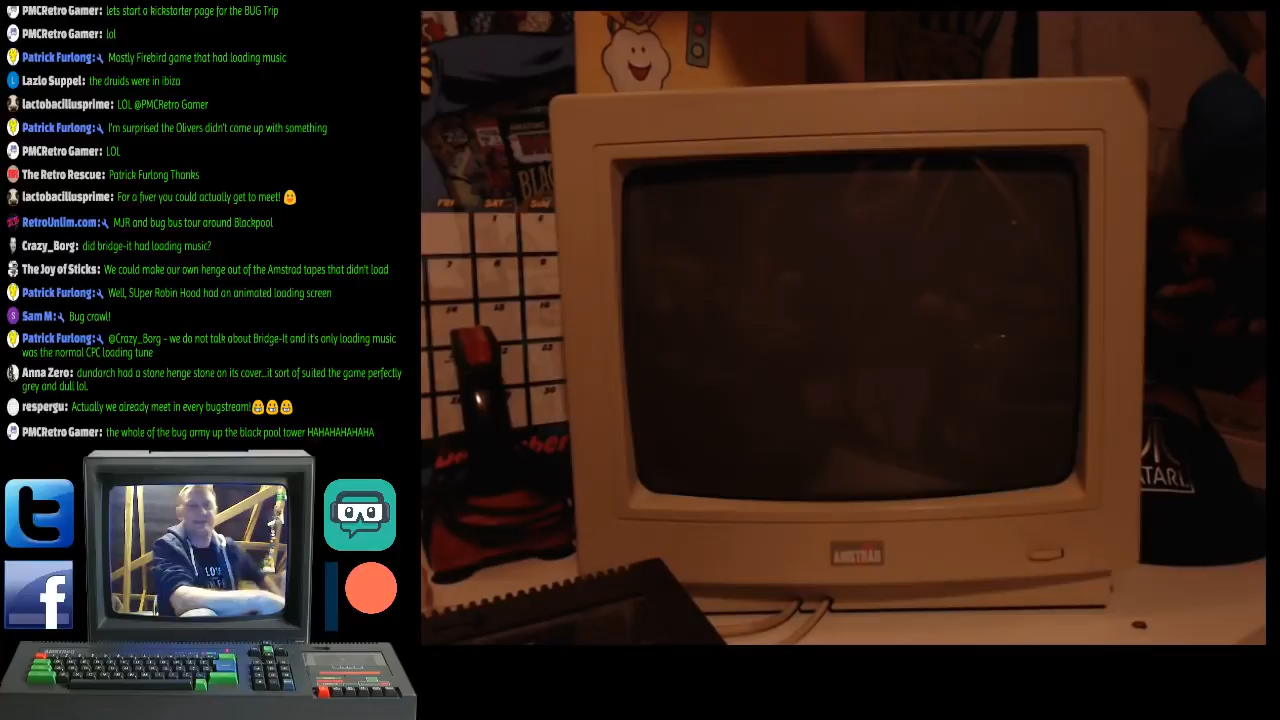 PMCRetro Gamer: lets start a kickstarter page for the BUG Trip
PMCRetro Gamer: lol
Patrick Furlong: Mostly Firebird game that had loading music
Lazlo Suppel: the druids were in ibiza
lactobacillusprime: LOL @PMCRetro Gamer
Patrick Furlong: I'm surprised the Olivers didn't come up with something
PMCRetro Gamer: LOL
The Retro Rescue: Patrick Furlong Thanks
lactobacillusprime: For a fiver you could actually get to meet!
RetroUnlim.com: MJR and bug bus tour around Blackpool
Crazy_Borg: did bridge-it had loading music?
The Joy of Sticks: We could make our own henge out of the Amstrad tapes that didn't load
Patrick Furlong: Well, SUper Robin Hood had an animated loading screen
Sam M: Bug crawl!
Patrick Furlong: @Crazy_Borg - we do not talk about Bridge-It and it's only loading music
was the normal CPC loading tune
Anna Zero: dundarch had a stone henge stone on its cover...it sort of suited the game perfectly
grey and dull lol.
respergu: Actually we already meet in every bugstream!
PMCRetro Gamer: the whole of the bug army up the black pool tower HAHAHAHAHAHA
SAT
AMSTRAD
ATARI